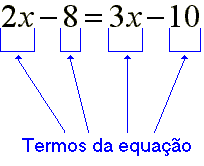 2x − 8 = 3x − 10
Termos da equação